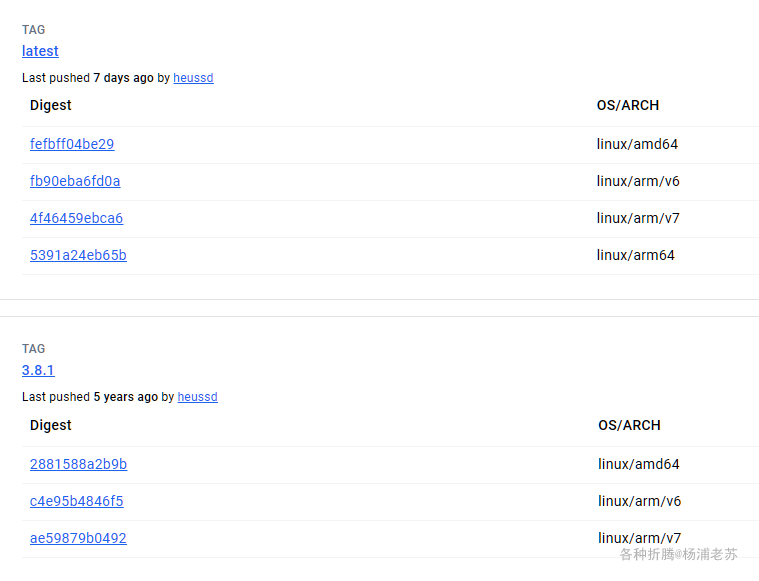 TAG
latest
Last pushed 7 days ago by heussd
Digest OS/ARCH
fefbff04be29 linux/amd64
fb90eba6fd0a linux/arm/v6
4f46459ebca6 linux/arm/v7
5391a24eb65b linux/arm64
TAG
3.8.1
Last pushed 5 years ago by heussd
Digest OS/ARCH
2881588a2b9b linux/amd64
c4e95b4846f5 linux/arm/v6
ae59879b0492 linux/arm/v7
各种折腾@杨浦老苏